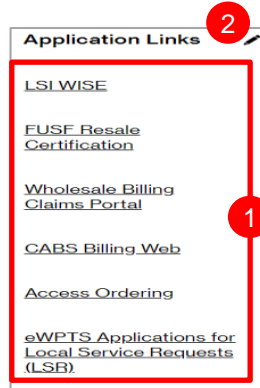 2
Application Links
LSI WISE
FUSF Resale
Certification
Wholesale Billing
Claims Portal
1
CABS Billing Web
Access Ordering
eWPTS Applications for
Local Service Requests
(LSR)